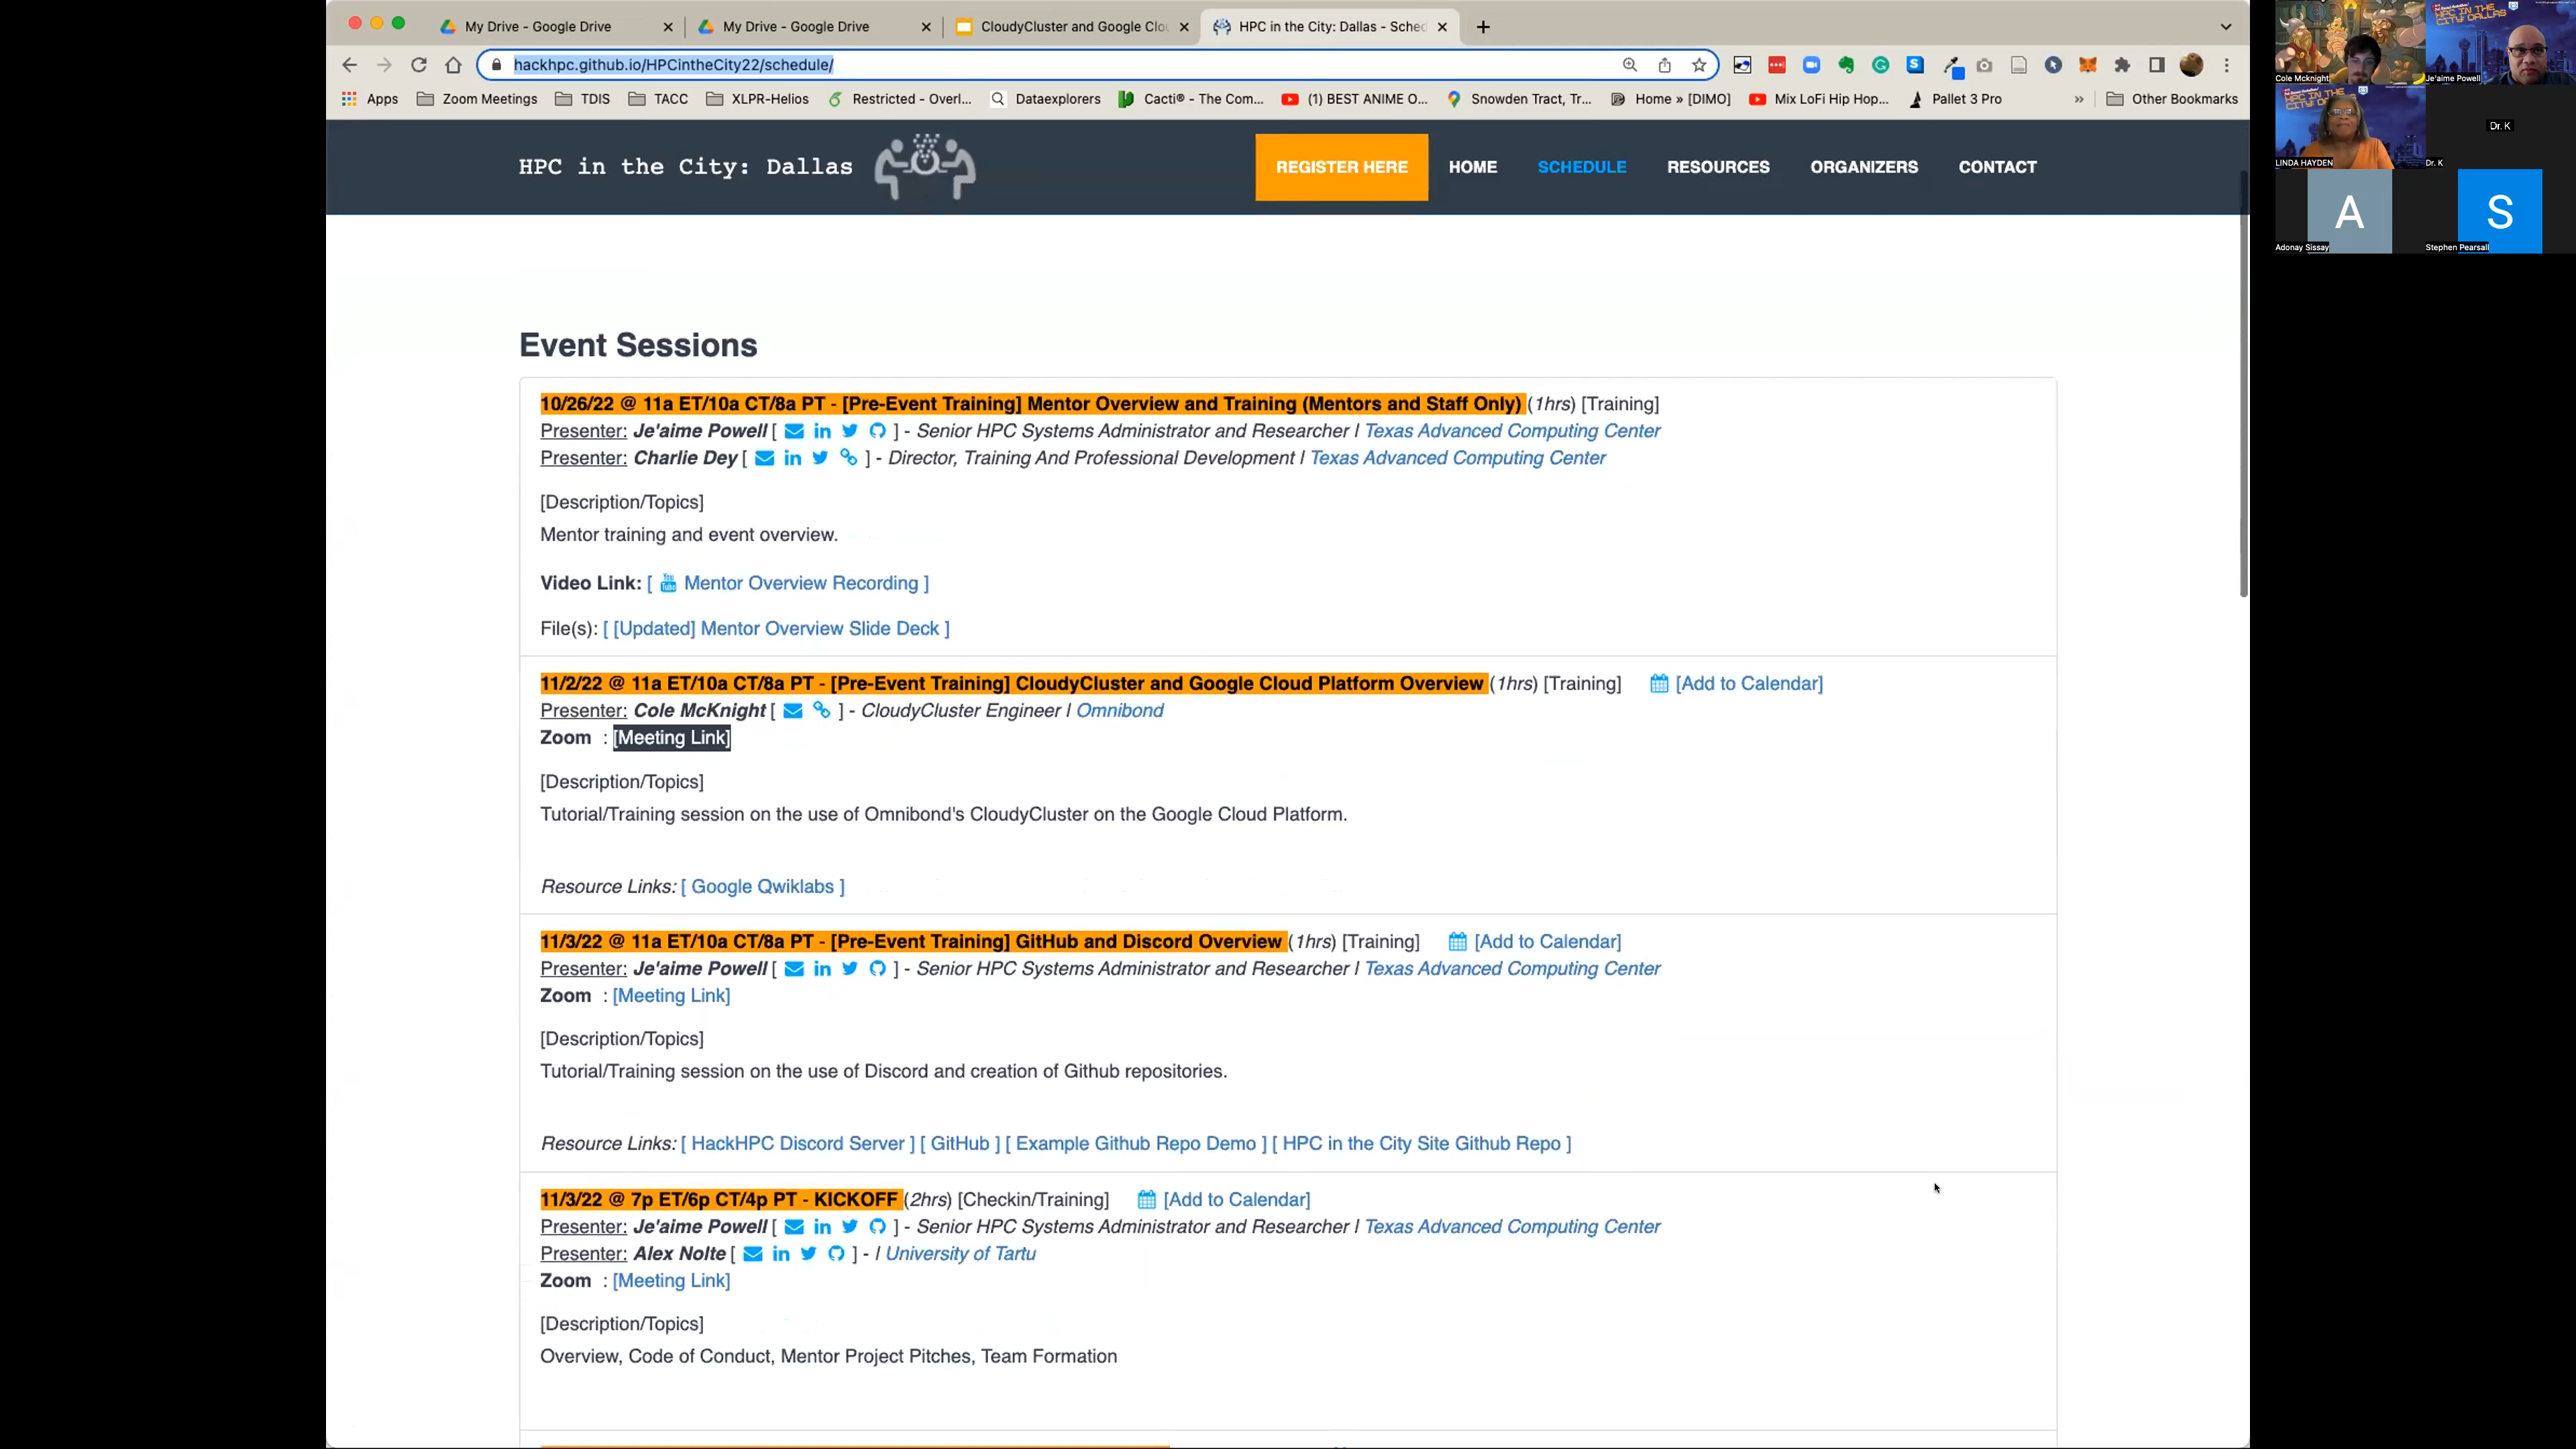 My Drive - Google Drive
My Drive - Google Drive
CloudyCluster and Google Clo
HPC in the City: Dallas - Sched
hackhpc.github.io/HPCintheCity22/schedule/
Apps
Zoom Meetings
TDIS
TACC
XLPR-Helios
Restricted - Overl...
Dataexplorers
Cacti® - The Com...
(1) BEST ANIME O...
Snowden Tract, Tr...
Home » [DIMO]
Mix LoFi Hip Hop...
Pallet 3 Pro
»
Other Bookmarks
HPC in the City: Dallas
REGISTER HERE
HOME
SCHEDULE
RESOURCES
ORGANIZERS
CONTACT
Event Sessions
10/26/22 @ 11a ET/10a CT/8a PT - [Pre-Event Training] Mentor Overview and Training (Mentors and Staff Only) (1hrs) [Training]
Presenter: Je'aime Powell [ ] - Senior HPC Systems Administrator and Researcher | Texas Advanced Computing Center
Presenter: Charlie Dey [ ] - Director, Training And Professional Development | Texas Advanced Computing Center
[Description/Topics]
Mentor training and event overview.
Video Link: [ Mentor Overview Recording ]
File(s): [ [Updated] Mentor Overview Slide Deck ]
11/2/22 @ 11a ET/10a CT/8a PT - [Pre-Event Training] CloudyCluster and Google Cloud Platform Overview (1hrs) [Training] [Add to Calendar]
Presenter: Cole McKnight [ ] - CloudyCluster Engineer | Omnibond
Zoom : [Meeting Link]
[Description/Topics]
Tutorial/Training session on the use of Omnibond's CloudyCluster on the Google Cloud Platform.
Resource Links: [ Google Qwiklabs ]
11/3/22 @ 11a ET/10a CT/8a PT - [Pre-Event Training] GitHub and Discord Overview (1hrs) [Training] [Add to Calendar]
Presenter: Je'aime Powell [ ] - Senior HPC Systems Administrator and Researcher | Texas Advanced Computing Center
Zoom : [Meeting Link]
[Description/Topics]
Tutorial/Training session on the use of Discord and creation of Github repositories.
Resource Links: [ HackHPC Discord Server ] [ GitHub ] [ Example Github Repo Demo ] [ HPC in the City Site Github Repo ]
11/3/22 @ 7p ET/6p CT/4p PT - KICKOFF (2hrs) [Checkin/Training] [Add to Calendar]
Presenter: Je'aime Powell [ ] - Senior HPC Systems Administrator and Researcher | Texas Advanced Computing Center
Presenter: Alex Nolte [ ] - | University of Tartu
Zoom : [Meeting Link]
[Description/Topics]
Overview, Code of Conduct, Mentor Project Pitches, Team Formation
Cole Mcknight
HPC IN THE
CITY DALLAS
Je'aime Powell
LINDA HAYDEN
Dr. K
Dr. K
A
Adonay Sissay
S
Stephen Pearsall